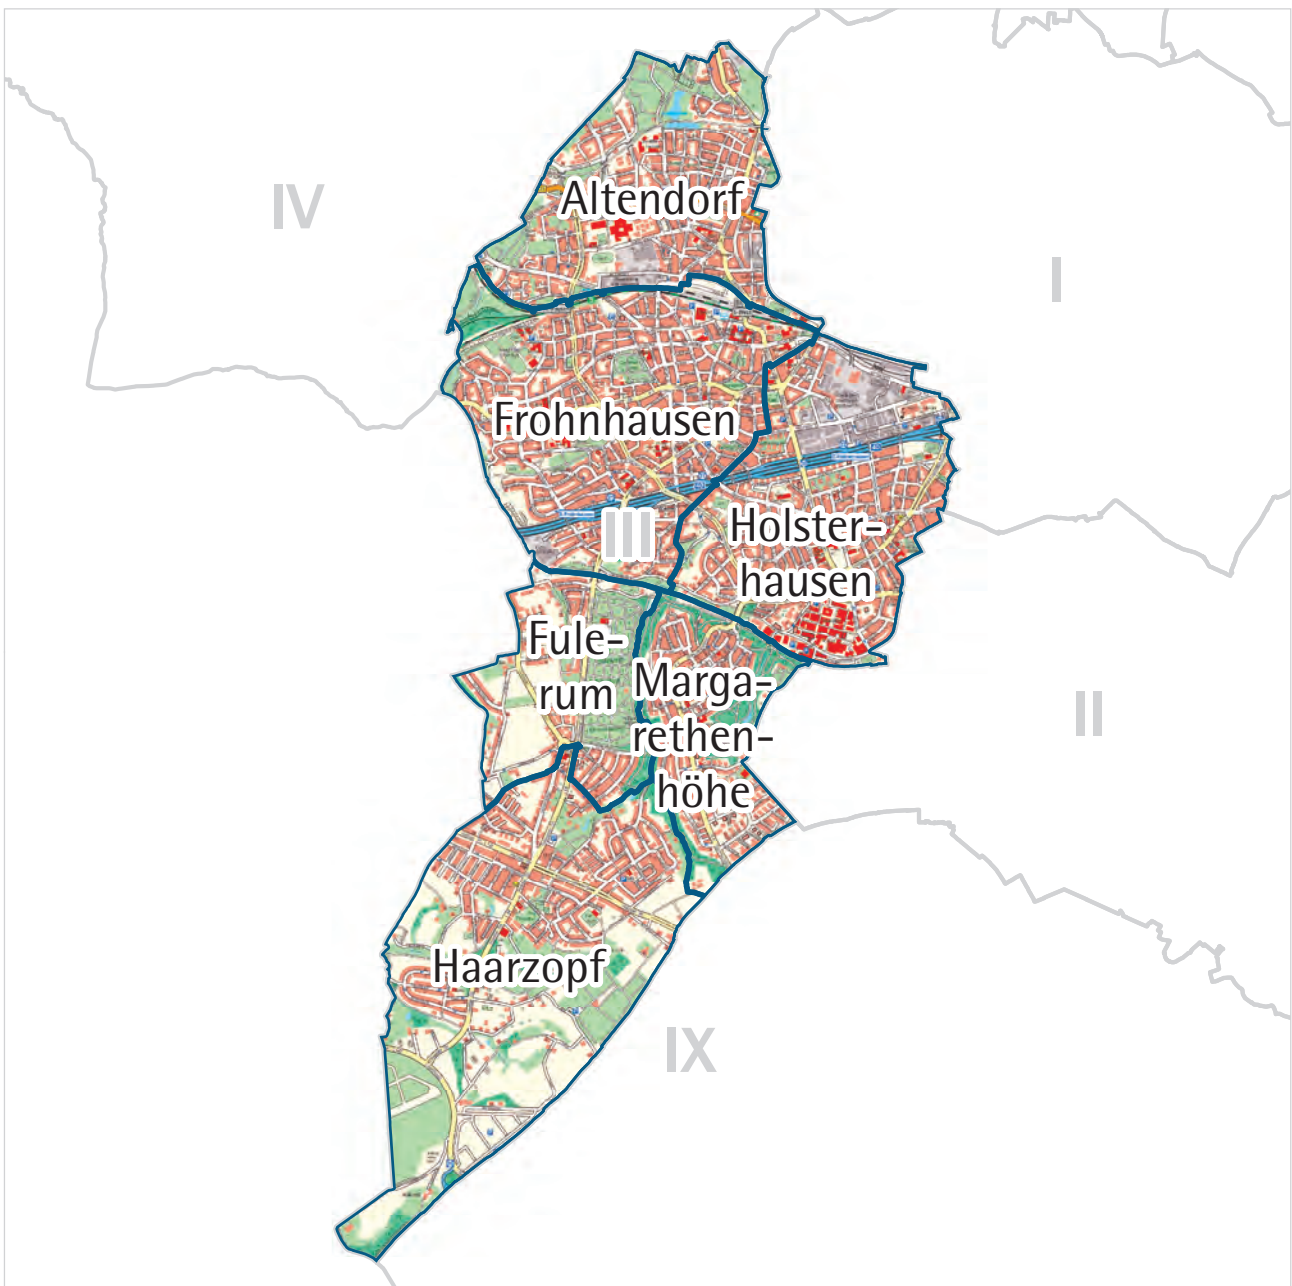 IV
Altendorf
I
Frohnhausen
III
Holster-
hausen
Fule-
rum
Marga-
rethen-
höhe
II
Haarzopf
IX